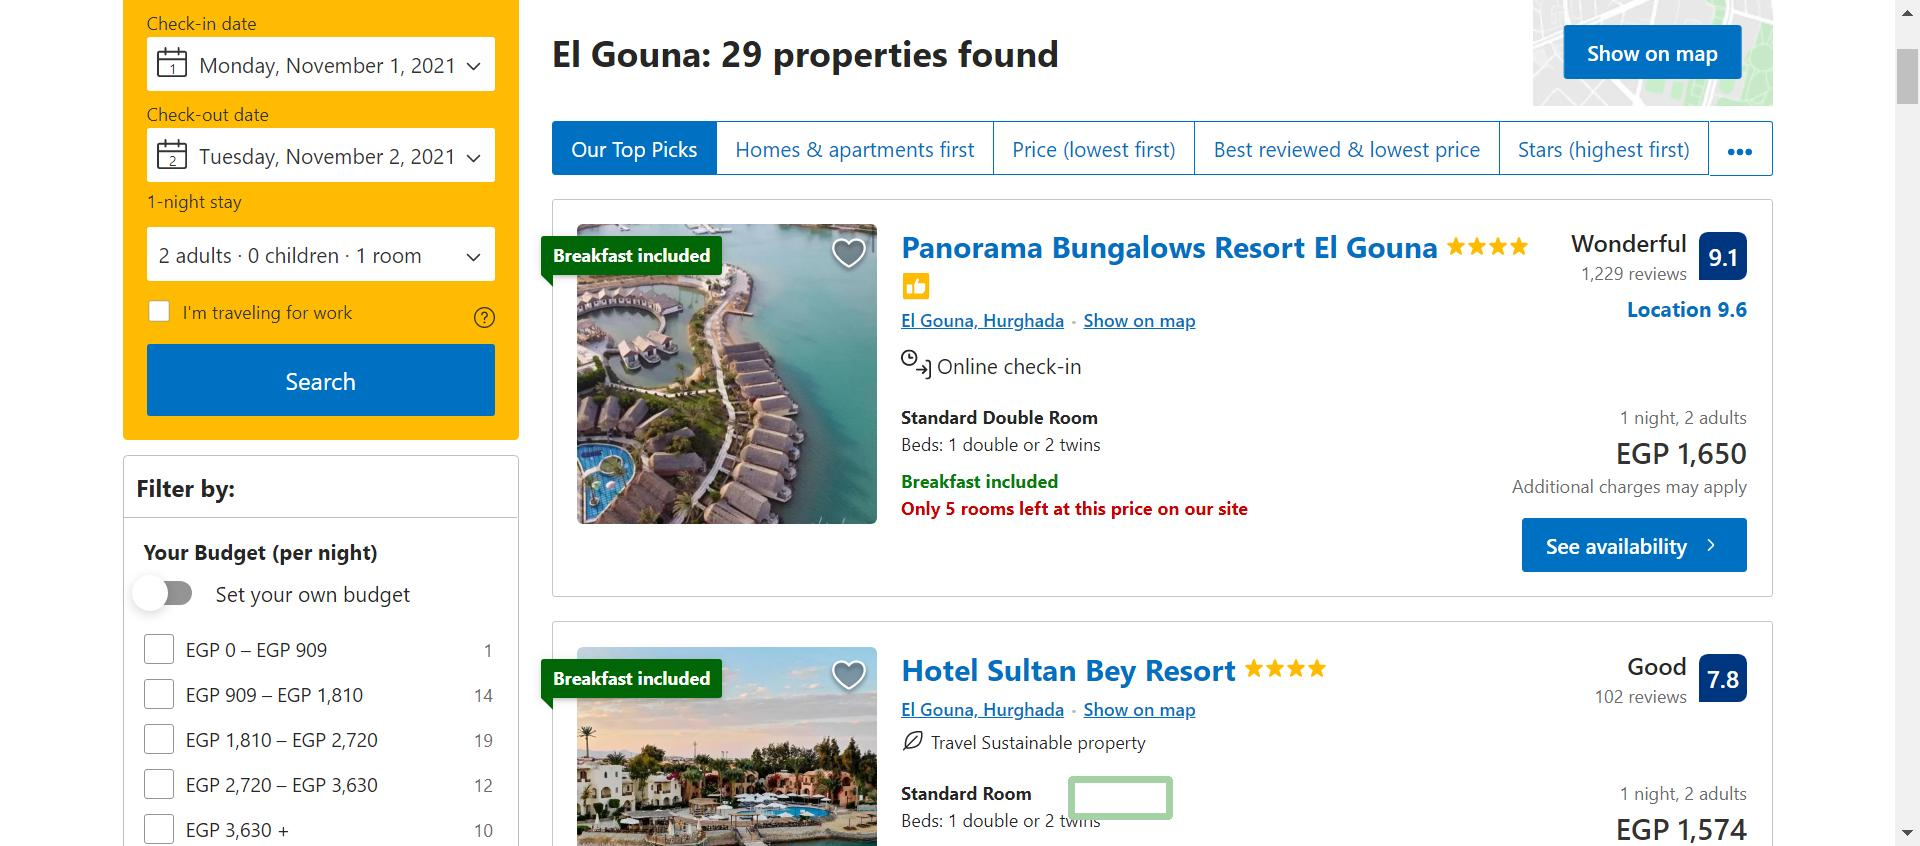 Check-in date
1
Monday, November 1, 2021
Check-out date
2
Tuesday, November 2, 2021
1-night stay
2 adults · 0 children · 1 room
I'm traveling for work
?
Search
Filter by:
Your Budget (per night)
Set your own budget
EGP 0 – EGP 909 1
EGP 909 – EGP 1,810 14
EGP 1,810 – EGP 2,720 19
EGP 2,720 – EGP 3,630 12
EGP 3,630 + 10
El Gouna: 29 properties found
Show on map
Our Top Picks
Homes & apartments first
Price (lowest first)
Best reviewed & lowest price
Stars (highest first)
•••
Breakfast included
Panorama Bungalows Resort El Gouna
El Gouna, Hurghada · Show on map
Online check-in
Standard Double Room
Beds: 1 double or 2 twins
Breakfast included
Only 5 rooms left at this price on our site
Wonderful 9.1
1,229 reviews
Location 9.6
1 night, 2 adults
EGP 1,650
Additional charges may apply
See availability
Breakfast included
Hotel Sultan Bey Resort
El Gouna, Hurghada · Show on map
Travel Sustainable property
Standard Room
Beds: 1 double or 2 twins
Good 7.8
102 reviews
1 night, 2 adults
EGP 1,574